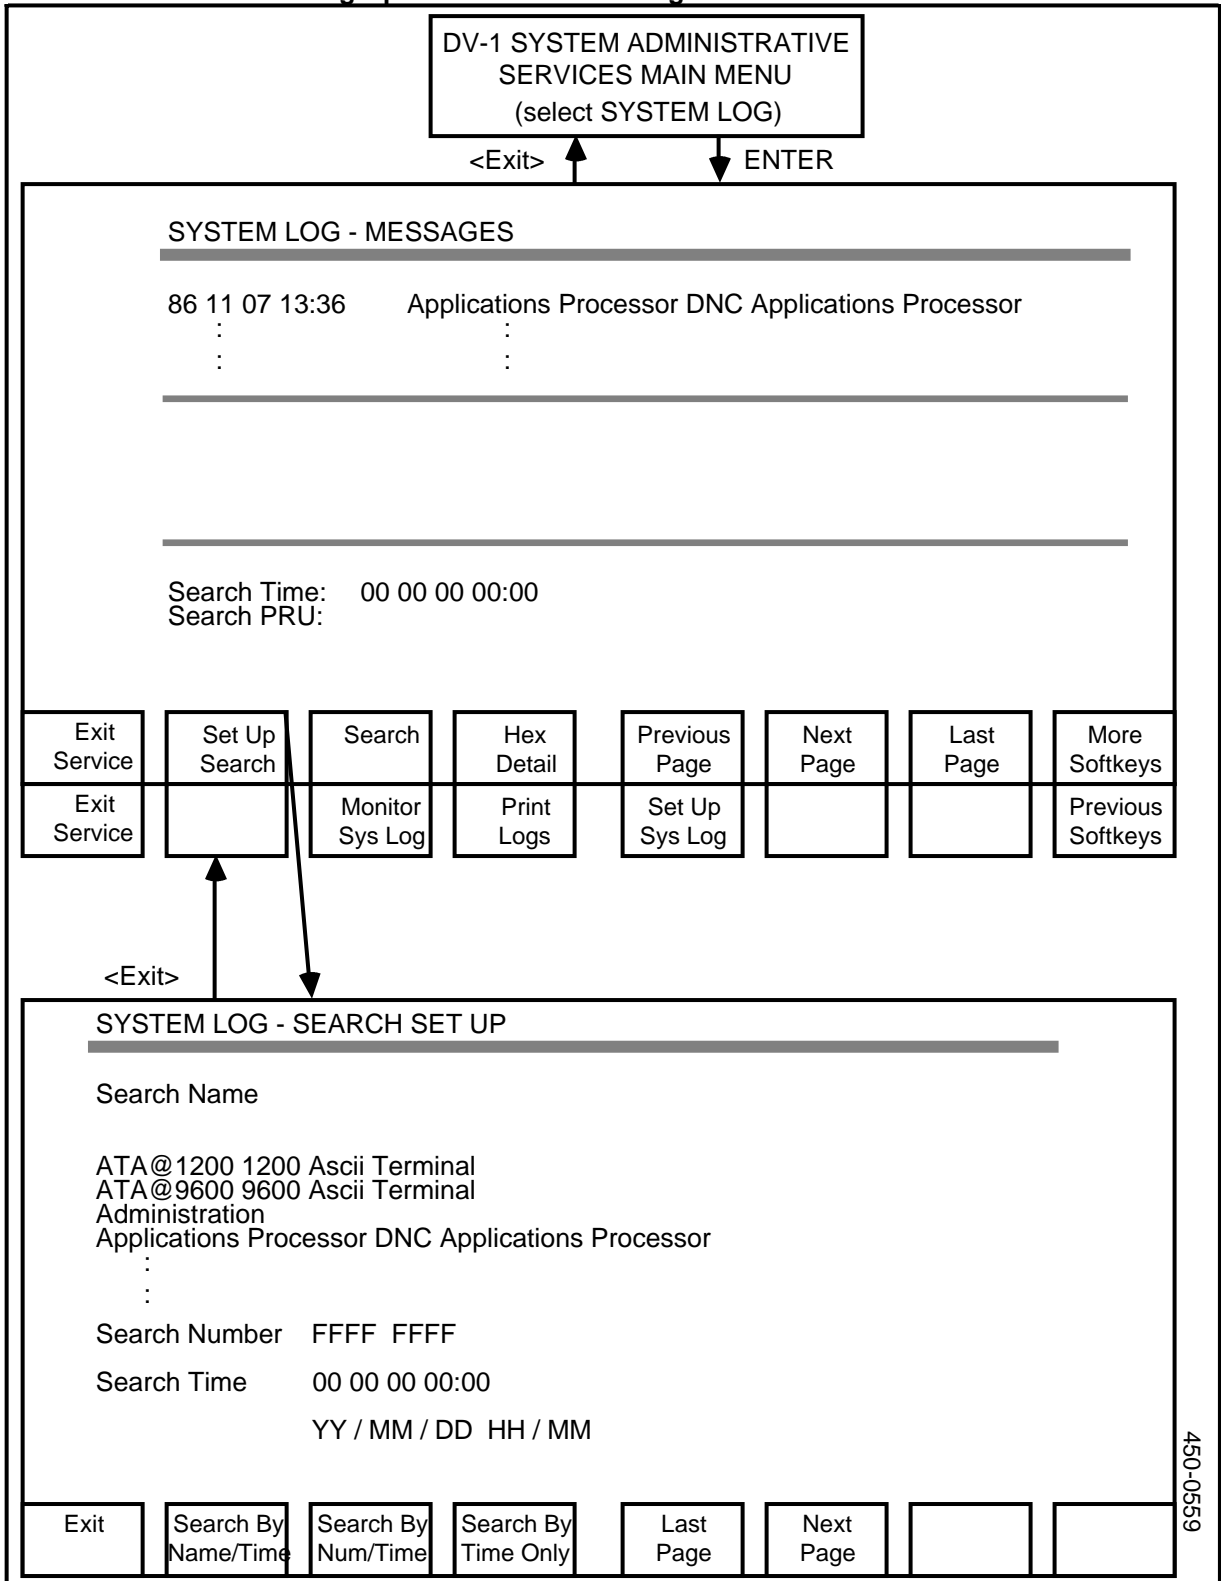 DV-1 SYSTEM ADMINISTRATIVE
SERVICES MAIN MENU
(select SYSTEM LOG)
<Exit>
ENTER
SYSTEM LOG - MESSAGES
86 11 07 13:36 Applications Processor DNC Applications Processor
: :
: :
Search Time: 00 00 00 00:00
Search PRU:
Exit
Service
Set Up
Search
Search
Hex
Detail
Previous
Page
Next
Page
Last
Page
More
Softkeys
Exit
Service
Monitor
Sys Log
Print
Logs
Set Up
Sys Log
Previous
Softkeys
<Exit>
SYSTEM LOG - SEARCH SET UP
Search Name
ATA@1200 1200 Ascii Terminal
ATA@9600 9600 Ascii Terminal
Administration
Applications Processor DNC Applications Processor
:
:
Search Number FFFF FFFF
Search Time 00 00 00 00:00
YY / MM / DD HH / MM
Exit
Search By
Name/Time
Search By
Num/Time
Search By
Time Only
Last
Page
Next
Page
450-0559